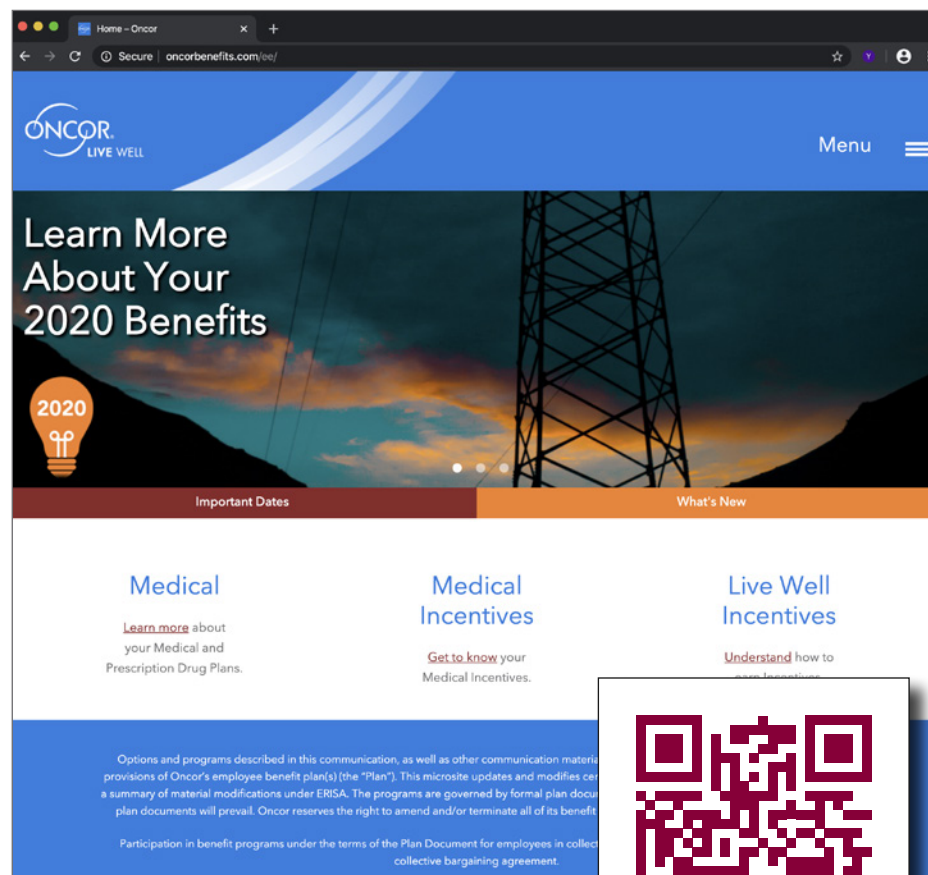 Home – Oncor
Secure | oncorbenefits.com/ee/
Y
ONCOR.
LIVE WELL
Menu
Learn More
About Your
2020 Benefits
2020
Important Dates
What's New
Medical
Learn more about
your Medical and
Prescription Drug Plans.
Medical
Incentives
Get to know your
Medical Incentives.
Live Well
Incentives
Understand how to
earn Incentives
Options and programs described in this communication, as well as other communication materia
provisions of Oncor's employee benefit plan(s) (the "Plan"). This microsite updates and modifies cer
a summary of material modifications under ERISA. The programs are governed by formal plan docu
plan documents will prevail. Oncor reserves the right to amend and/or terminate all of its benefit
Participation in benefit programs under the terms of the Plan Document for employees in collect
collective bargaining agreement.